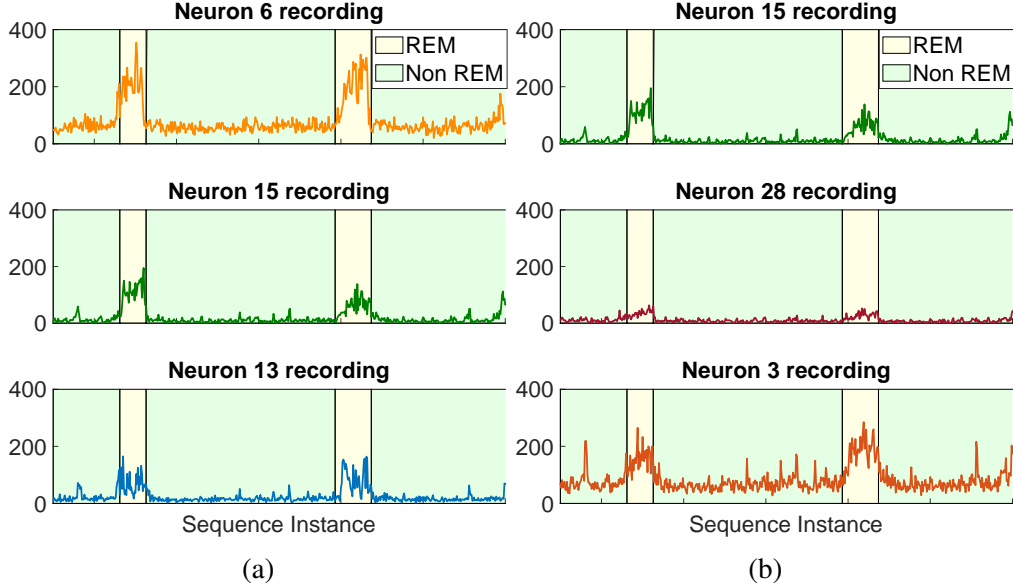 Neuron 6 recording
400
200
0
REM
Non REM
Neuron 15 recording
400
200
0
Neuron 13 recording
400
200
0
Sequence Instance
(a)
Neuron 15 recording
400
200
0
REM
Non REM
Neuron 28 recording
400
200
0
Neuron 3 recording
400
200
0
Sequence Instance
(b)